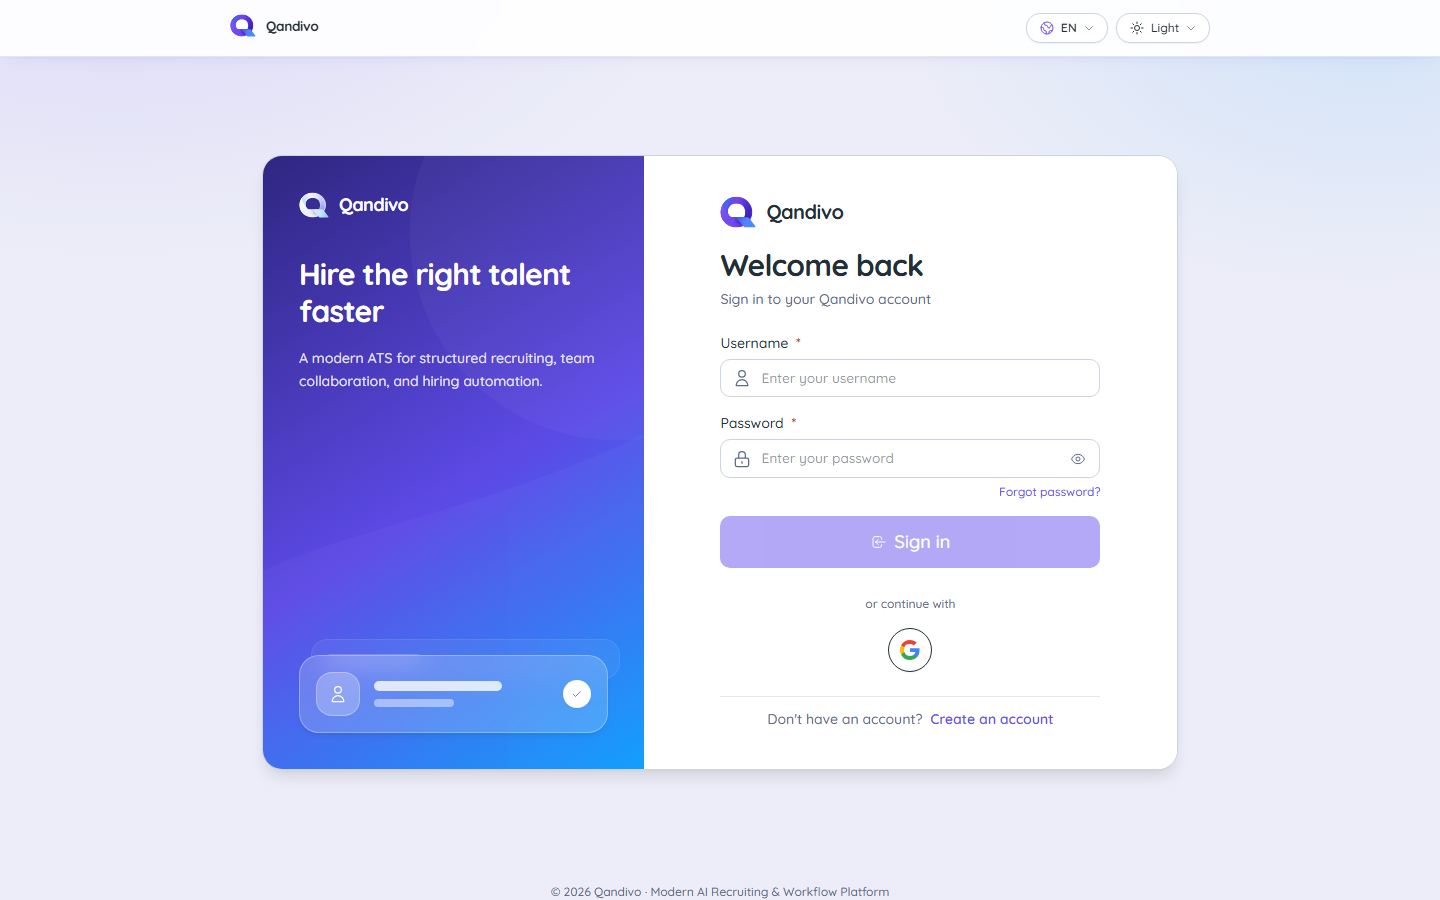 Qandivo
EN
Light
Qandivo
Hire the right talent
faster
A modern ATS for structured recruiting, team
collaboration, and hiring automation.
Qandivo
Welcome back
Sign in to your Qandivo account
Username *
Enter your username
Password *
Enter your password
Forgot password?
Sign in
or continue with
Don't have an account? Create an account
© 2026 Qandivo · Modern AI Recruiting & Workflow Platform